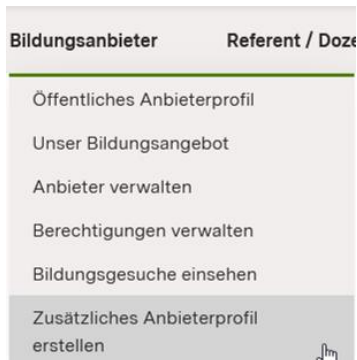 Bildungsanbieter Referent / Doze
Öffentliches Anbieterprofil
Unser Bildungsangebot
Anbieter verwalten
Berechtigungen verwalten
Bildungsgesuche einsehen
Zusätzliches Anbieterprofil
erstellen